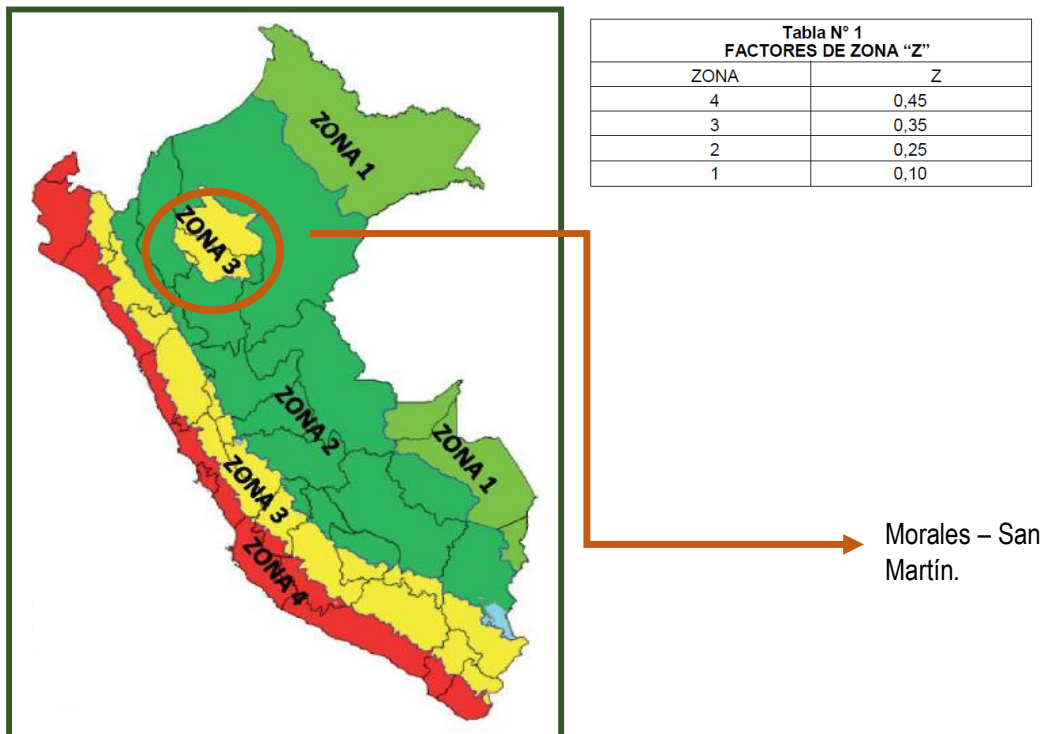 ZONA 1
ZONA 3
ZONA 2
ZONA 1
ZONA 3
ZONA 4
Tabla N° 1
FACTORES DE ZONA “Z”
ZONA Z
4 0,45
3 0,35
2 0,25
1 0,10
Morales – San
Martín.